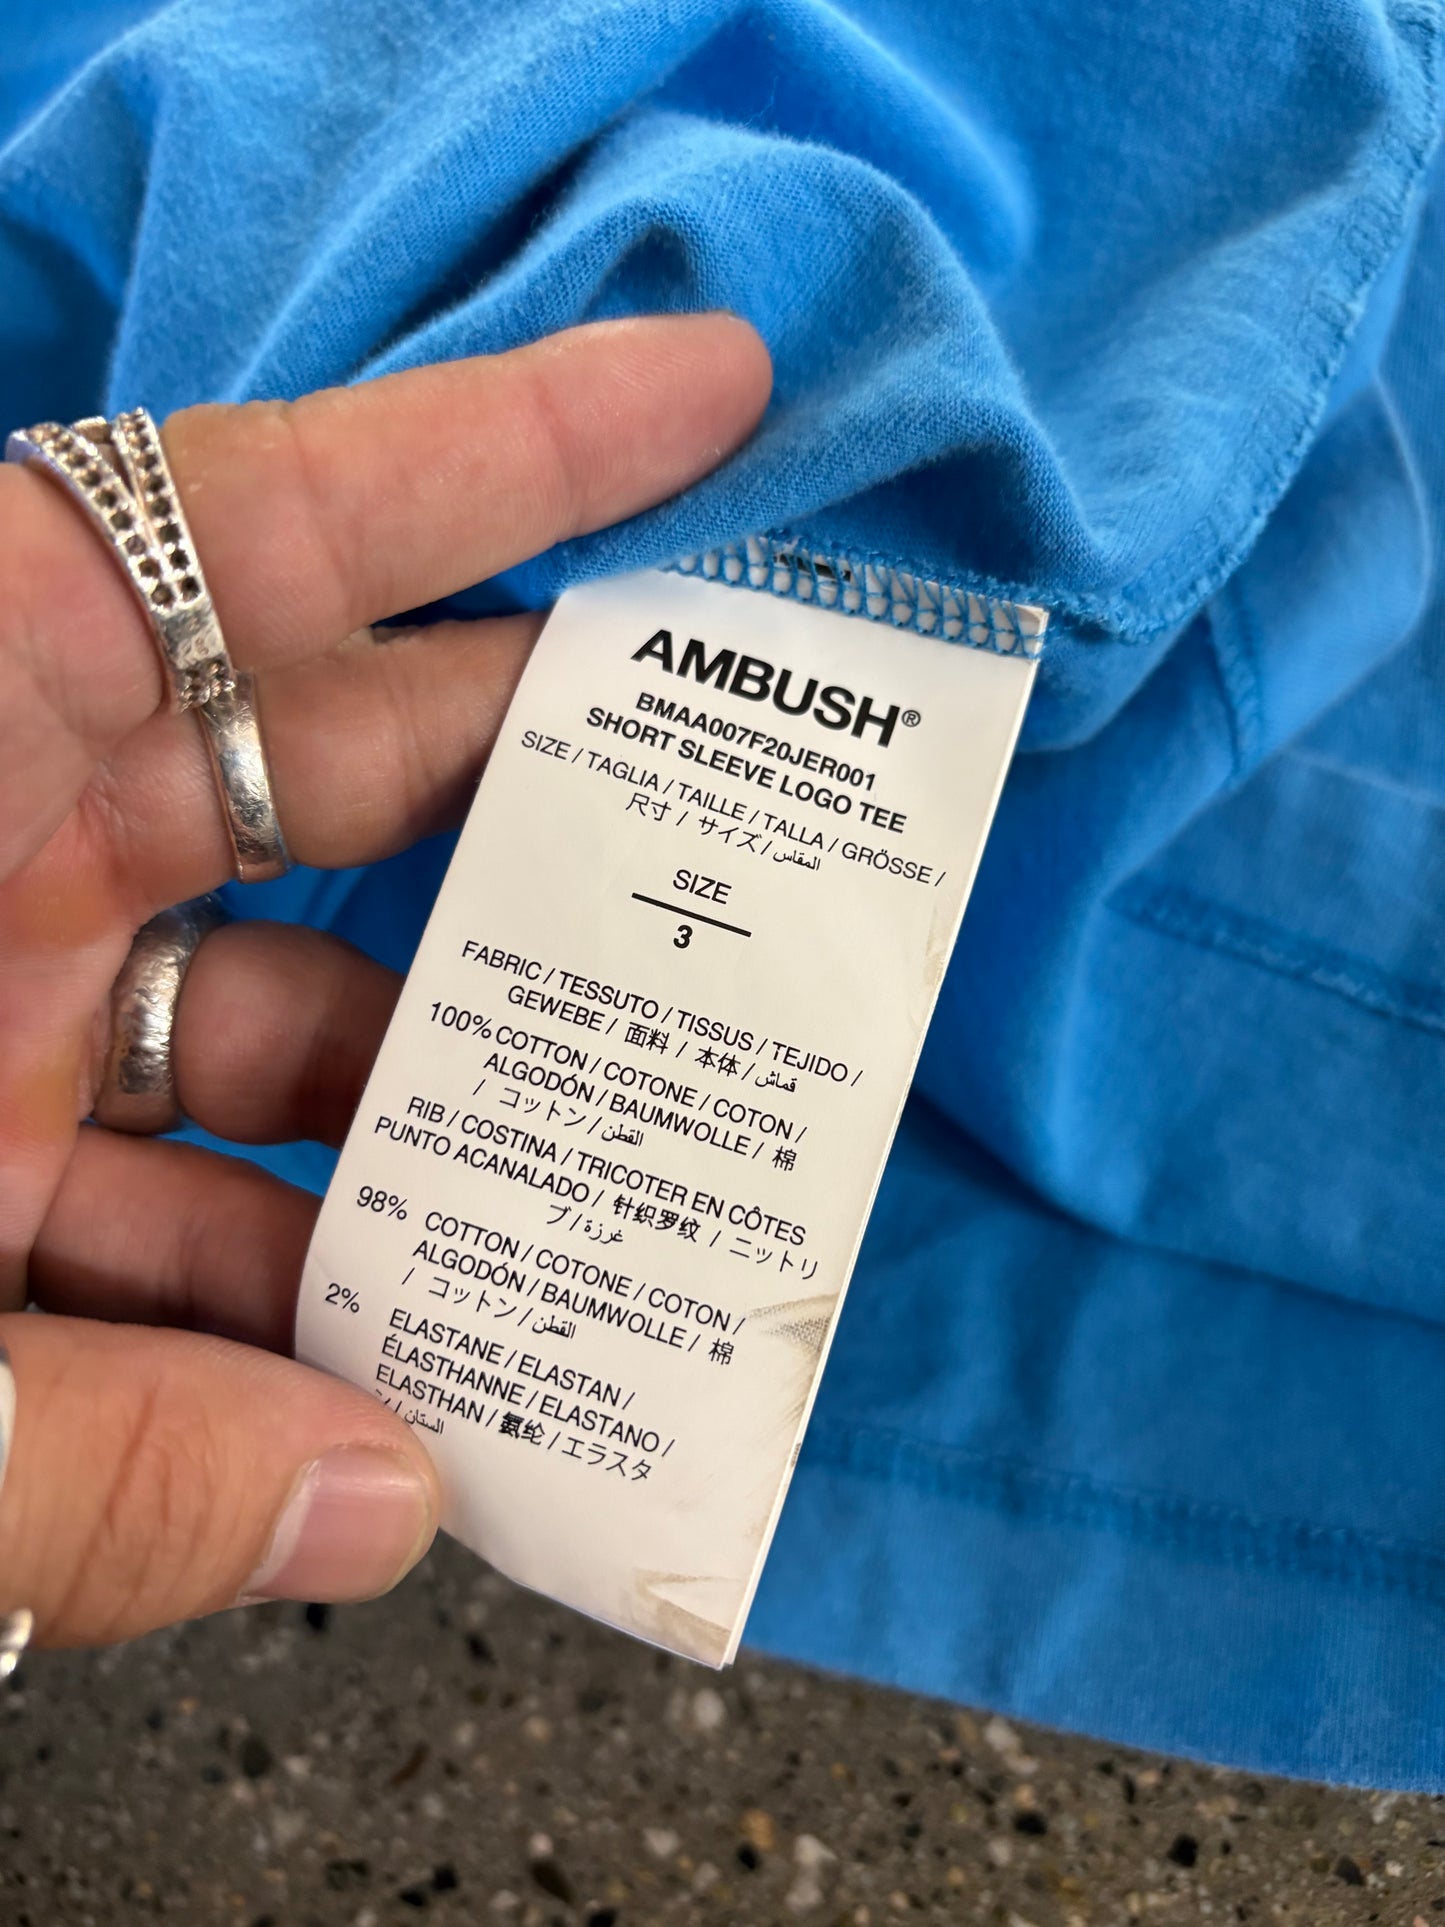 AMBUSH®
BMAA007F20JER001
SHORT SLEEVE LOGO TEE
SIZE / TAGLIA / TAILLE / TALLA / GRÖSSE /
尺寸 / サイズ / المقاس
SIZE
3
FABRIC / TESSUTO / TISSUS / TEJIDO /
GEWEBE / 面料 / 本体 / قماش
100% COTTON / COTONE / COTON /
ALGODÓN / BAUMWOLLE / 棉
/ コットン / القطن
RIB / COSTINA / TRICOTER EN CÔTES
PUNTO ACANALADO / 针织罗纹 / ニットリ
ブ / غرزة
98% COTTON / COTONE / COTON /
ALGODÓN / BAUMWOLLE / 棉
/ コットン / القطن
2% ELASTANE / ELASTAN /
ÉLASTHANNE / ELASTANO /
ELASTHAN / 氨纶 / エラスタ
ン / الستان